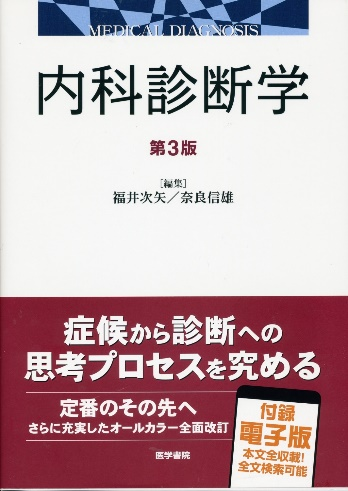 MEDICAL DIAGNOSIS
内科診断学
第3版
[編集]
福井次矢／奈良信雄
症候から診断への
思考プロセスを究める
定番のその先へ
さらに充実したオールカラー全面改訂
医学書院
付録
電子版
本文全収載!
全文検索可能